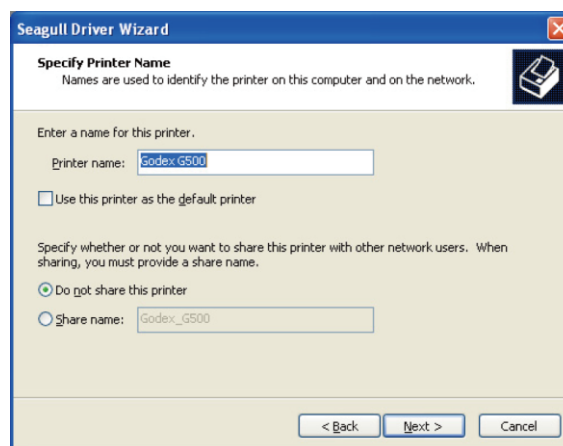 Seagull Driver Wizard
Specify Printer Name
Names are used to identify the printer on this computer and on the network.
Enter a name for this printer.
Printer name: Godex G500
Use this printer as the default printer
Specify whether or not you want to share this printer with other network users. When
sharing, you must provide a share name.
Do not share this printer
Share name: Godex_G500
< Back Next > Cancel